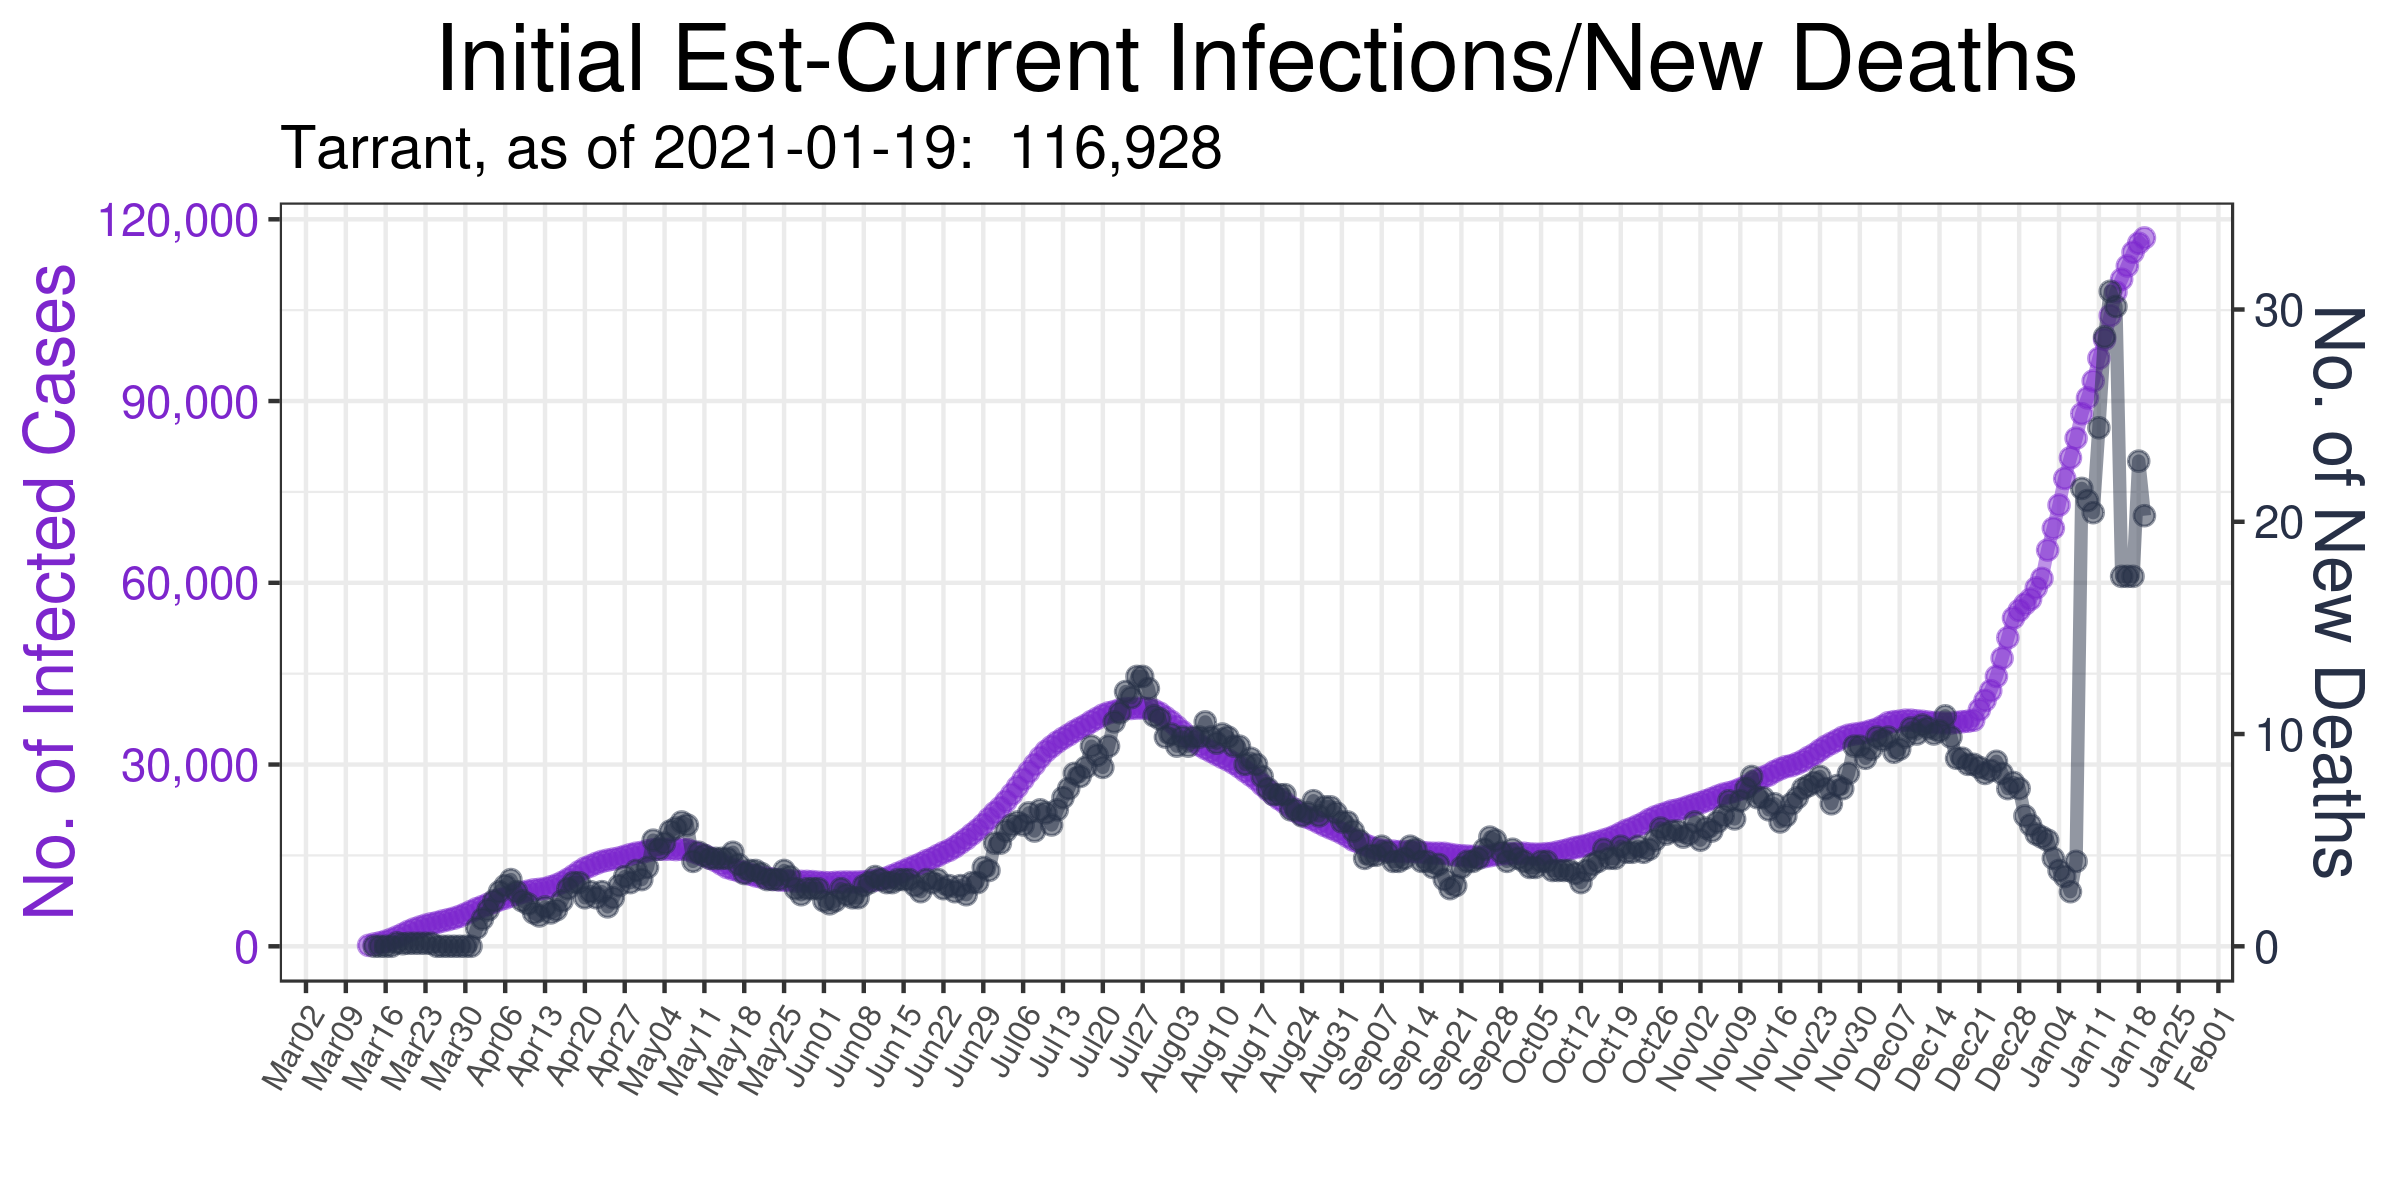 Initial Est-Current Infections/New Deaths
Tarrant, as of 2021-01-19:  116,928
No. of Infected Cases
120,000
90,000
60,000
30,000
0
30
20
10
0
No. of New Deaths
Mar02
Mar09
Mar16
Mar23
Mar30
Apr06
Apr13
Apr20
Apr27
May04
May11
May18
May25
Jun01
Jun08
Jun15
Jun22
Jun29
Jul06
Jul13
Jul20
Jul27
Aug03
Aug10
Aug17
Aug24
Aug31
Sep07
Sep14
Sep21
Sep28
Oct05
Oct12
Oct19
Oct26
Nov02
Nov09
Nov16
Nov23
Nov30
Dec07
Dec14
Dec21
Dec28
Jan04
Jan11
Jan18
Jan25
Feb01